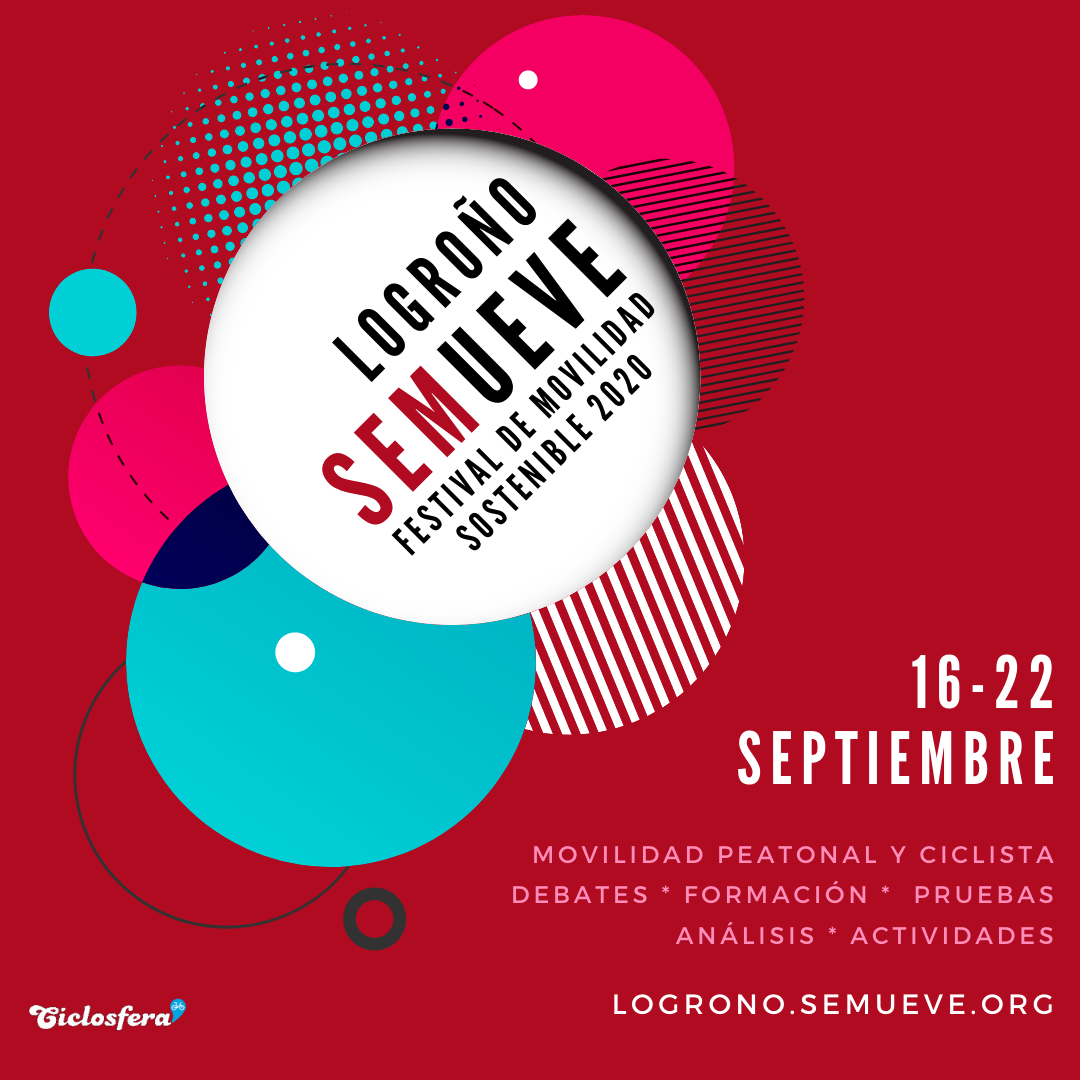 LOGROÑO
SEMUEVE
FESTIVAL DE MOVILIDAD
SOSTENIBLE 2020
16-22
SEPTIEMBRE
MOVILIDAD PEATONAL Y CICLISTA
DEBATES * FORMACIÓN * PRUEBAS
ANÁLISIS * ACTIVIDADES
LOGRONO.SEMUEVE.ORG
Ciclosfera